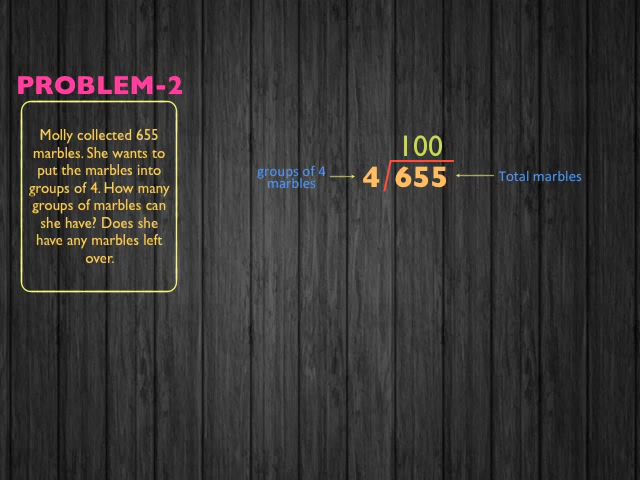 PROBLEM-2
Molly collected 655
marbles. She wants to
put the marbles into
groups of 4. How many
groups of marbles can
she have? Does she
have any marbles left
over.
100
groups of 4
marbles
4 655
Total marbles